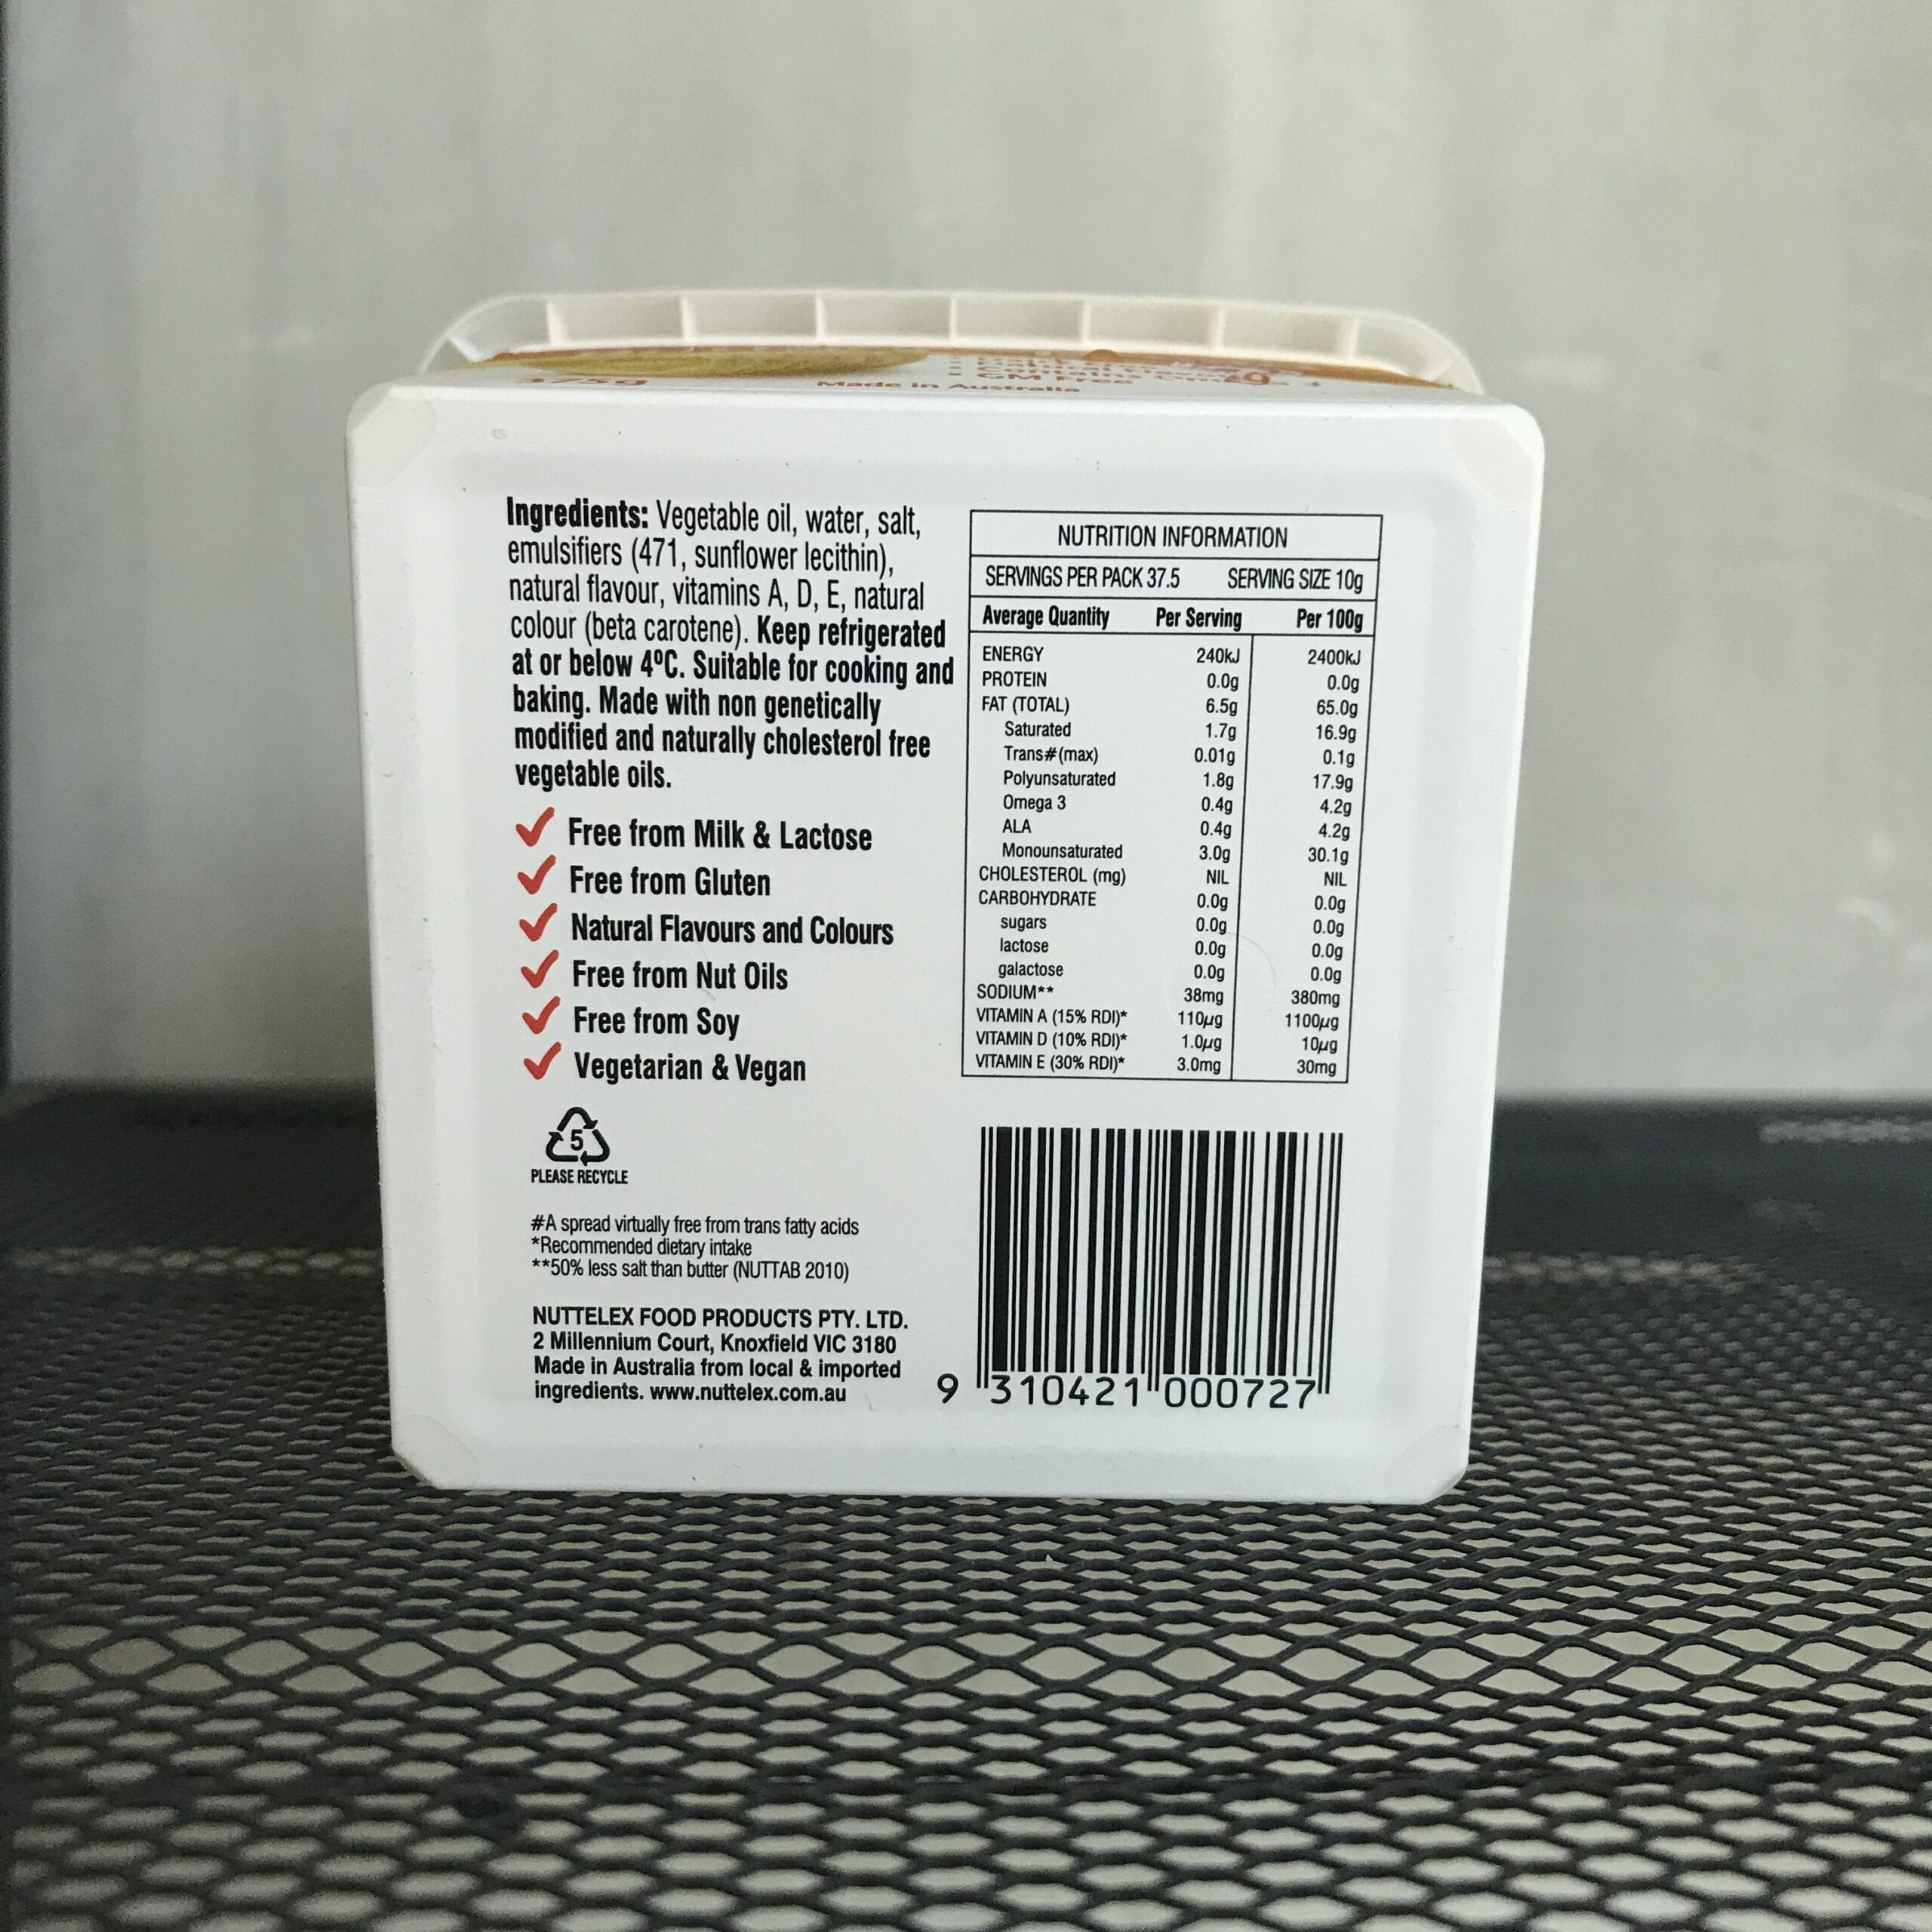 375g
Made in Australia
GM Free
Ingredients: Vegetable oil, water, salt,
emulsifiers (471, sunflower lecithin),
natural flavour, vitamins A, D, E, natural
colour (beta carotene). Keep refrigerated
at or below 4ºC. Suitable for cooking and
baking. Made with non genetically
modified and naturally cholesterol free
vegetable oils.
Free from Milk & Lactose
Free from Gluten
Natural Flavours and Colours
Free from Nut Oils
Free from Soy
Vegetarian & Vegan
5
PLEASE RECYCLE
#A spread virtually free from trans fatty acids
*Recommended dietary intake
**50% less salt than butter (NUTTAB 2010)
NUTTELEX FOOD PRODUCTS PTY. LTD.
2 Millennium Court, Knoxfield VIC 3180
Made in Australia from local & imported
ingredients. www.nuttelex.com.au
NUTRITION INFORMATION
SERVINGS PER PACK 37.5 SERVING SIZE 10g
Average Quantity Per Serving Per 100g
ENERGY 240kJ 2400kJ
PROTEIN 0.0g 0.0g
FAT (TOTAL) 6.5g 65.0g
Saturated 1.7g 16.9g
Trans#(max) 0.01g 0.1g
Polyunsaturated 1.8g 17.9g
Omega 3 0.4g 4.2g
ALA 0.4g 4.2g
Monounsaturated 3.0g 30.1g
CHOLESTEROL (mg) NIL NIL
CARBOHYDRATE 0.0g 0.0g
sugars 0.0g 0.0g
lactose 0.0g 0.0g
galactose 0.0g 0.0g
SODIUM** 38mg 380mg
VITAMIN A (15% RDI)* 110µg 1100µg
VITAMIN D (10% RDI)* 1.0µg 10µg
VITAMIN E (30% RDI)* 3.0mg 30mg
9 310421 000727